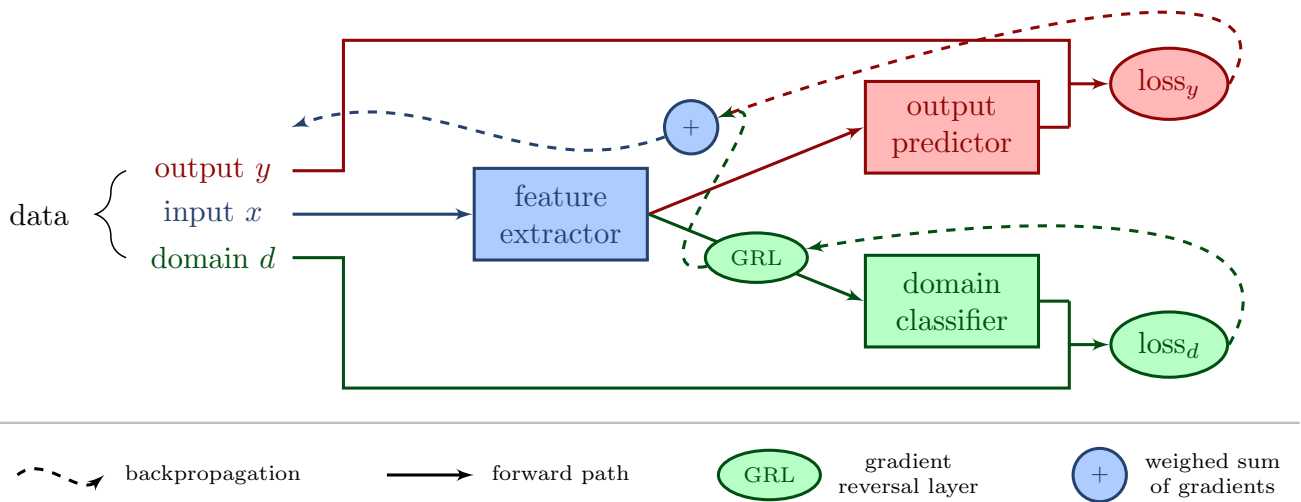 loss_y
output
predictor
+
output y
data
input x
domain d
feature
extractor
GRL
domain
classifier
loss_d
backpropagation
forward path
GRL
gradient
reversal layer
+
weighed sum
of gradients